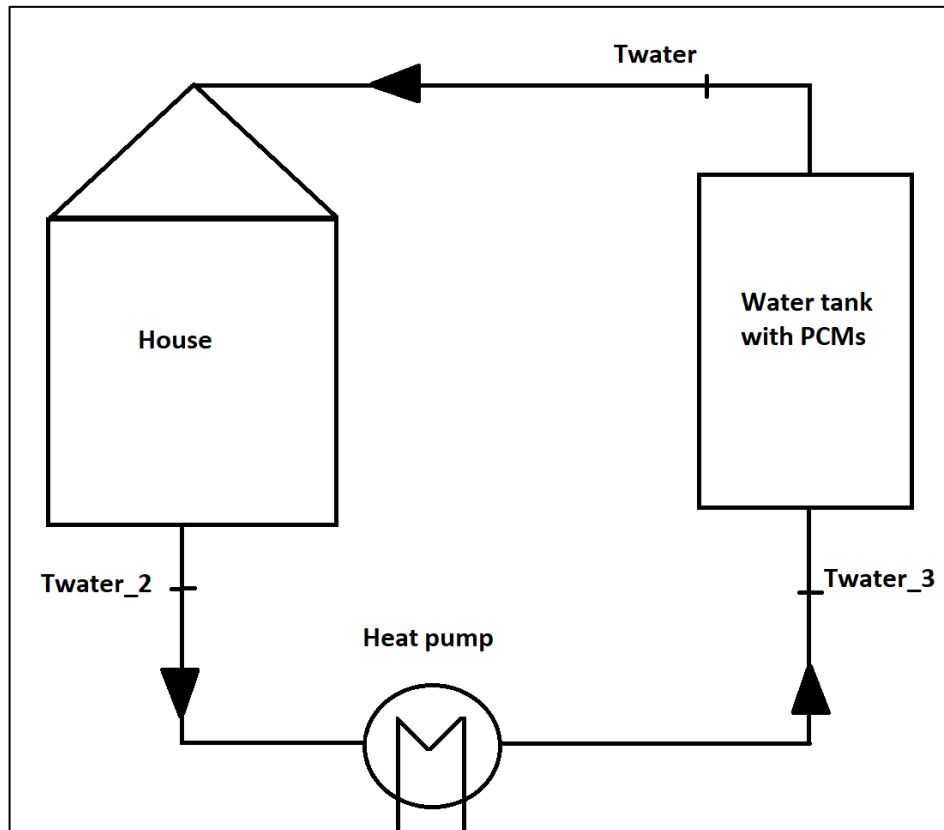 Twater
House
Water tank
with PCMs
Twater_2
Twater_3
Heat pump